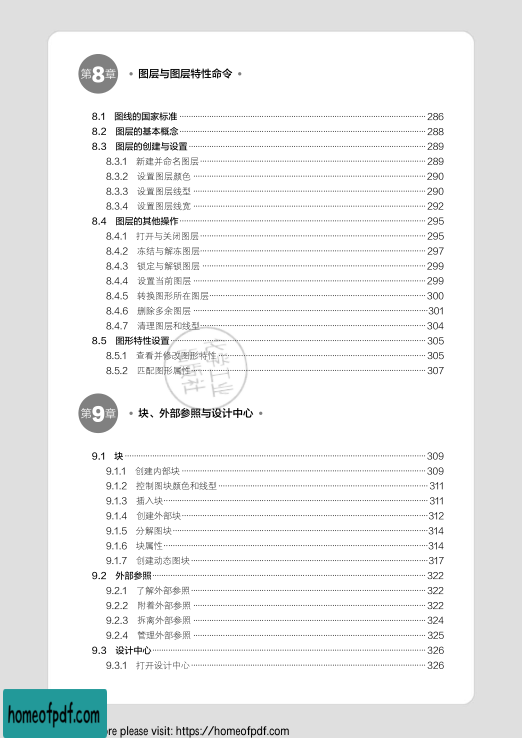 第8章 • 图层与图层特性命令 •
8.1 图线的国家标准 286
8.2 图层的基本概念 288
8.3 图层的创建与设置 289
8.3.1 新建并命名图层 289
8.3.2 设置图层颜色 290
8.3.3 设置图层线型 290
8.3.4 设置图层线宽 292
8.4 图层的其他操作 295
8.4.1 打开与关闭图层 295
8.4.2 冻结与解冻图层 297
8.4.3 锁定与解锁图层 299
8.4.4 设置当前图层 299
8.4.5 转换图形所在图层 300
8.4.6 删除多余图层 301
8.4.7 清理图层和线型 304
8.5 图形特性设置 305
8.5.1 查看并修改图形特性 305
8.5.2 匹配图形属性 307
第9章 • 块、外部参照与设计中心 •
9.1 块 309
9.1.1 创建内部块 309
9.1.2 控制图块颜色和线型 311
9.1.3 插入块 311
9.1.4 创建外部块 312
9.1.5 分解图块 314
9.1.6 块属性 314
9.1.7 创建动态图块 317
9.2 外部参照 322
9.2.1 了解外部参照 322
9.2.2 附着外部参照 322
9.2.3 拆离外部参照 324
9.2.4 管理外部参照 325
9.3 设计中心 326
9.3.1 打开设计中心 326
homeofpdf.com
re please visit: https://homeofpdf.com